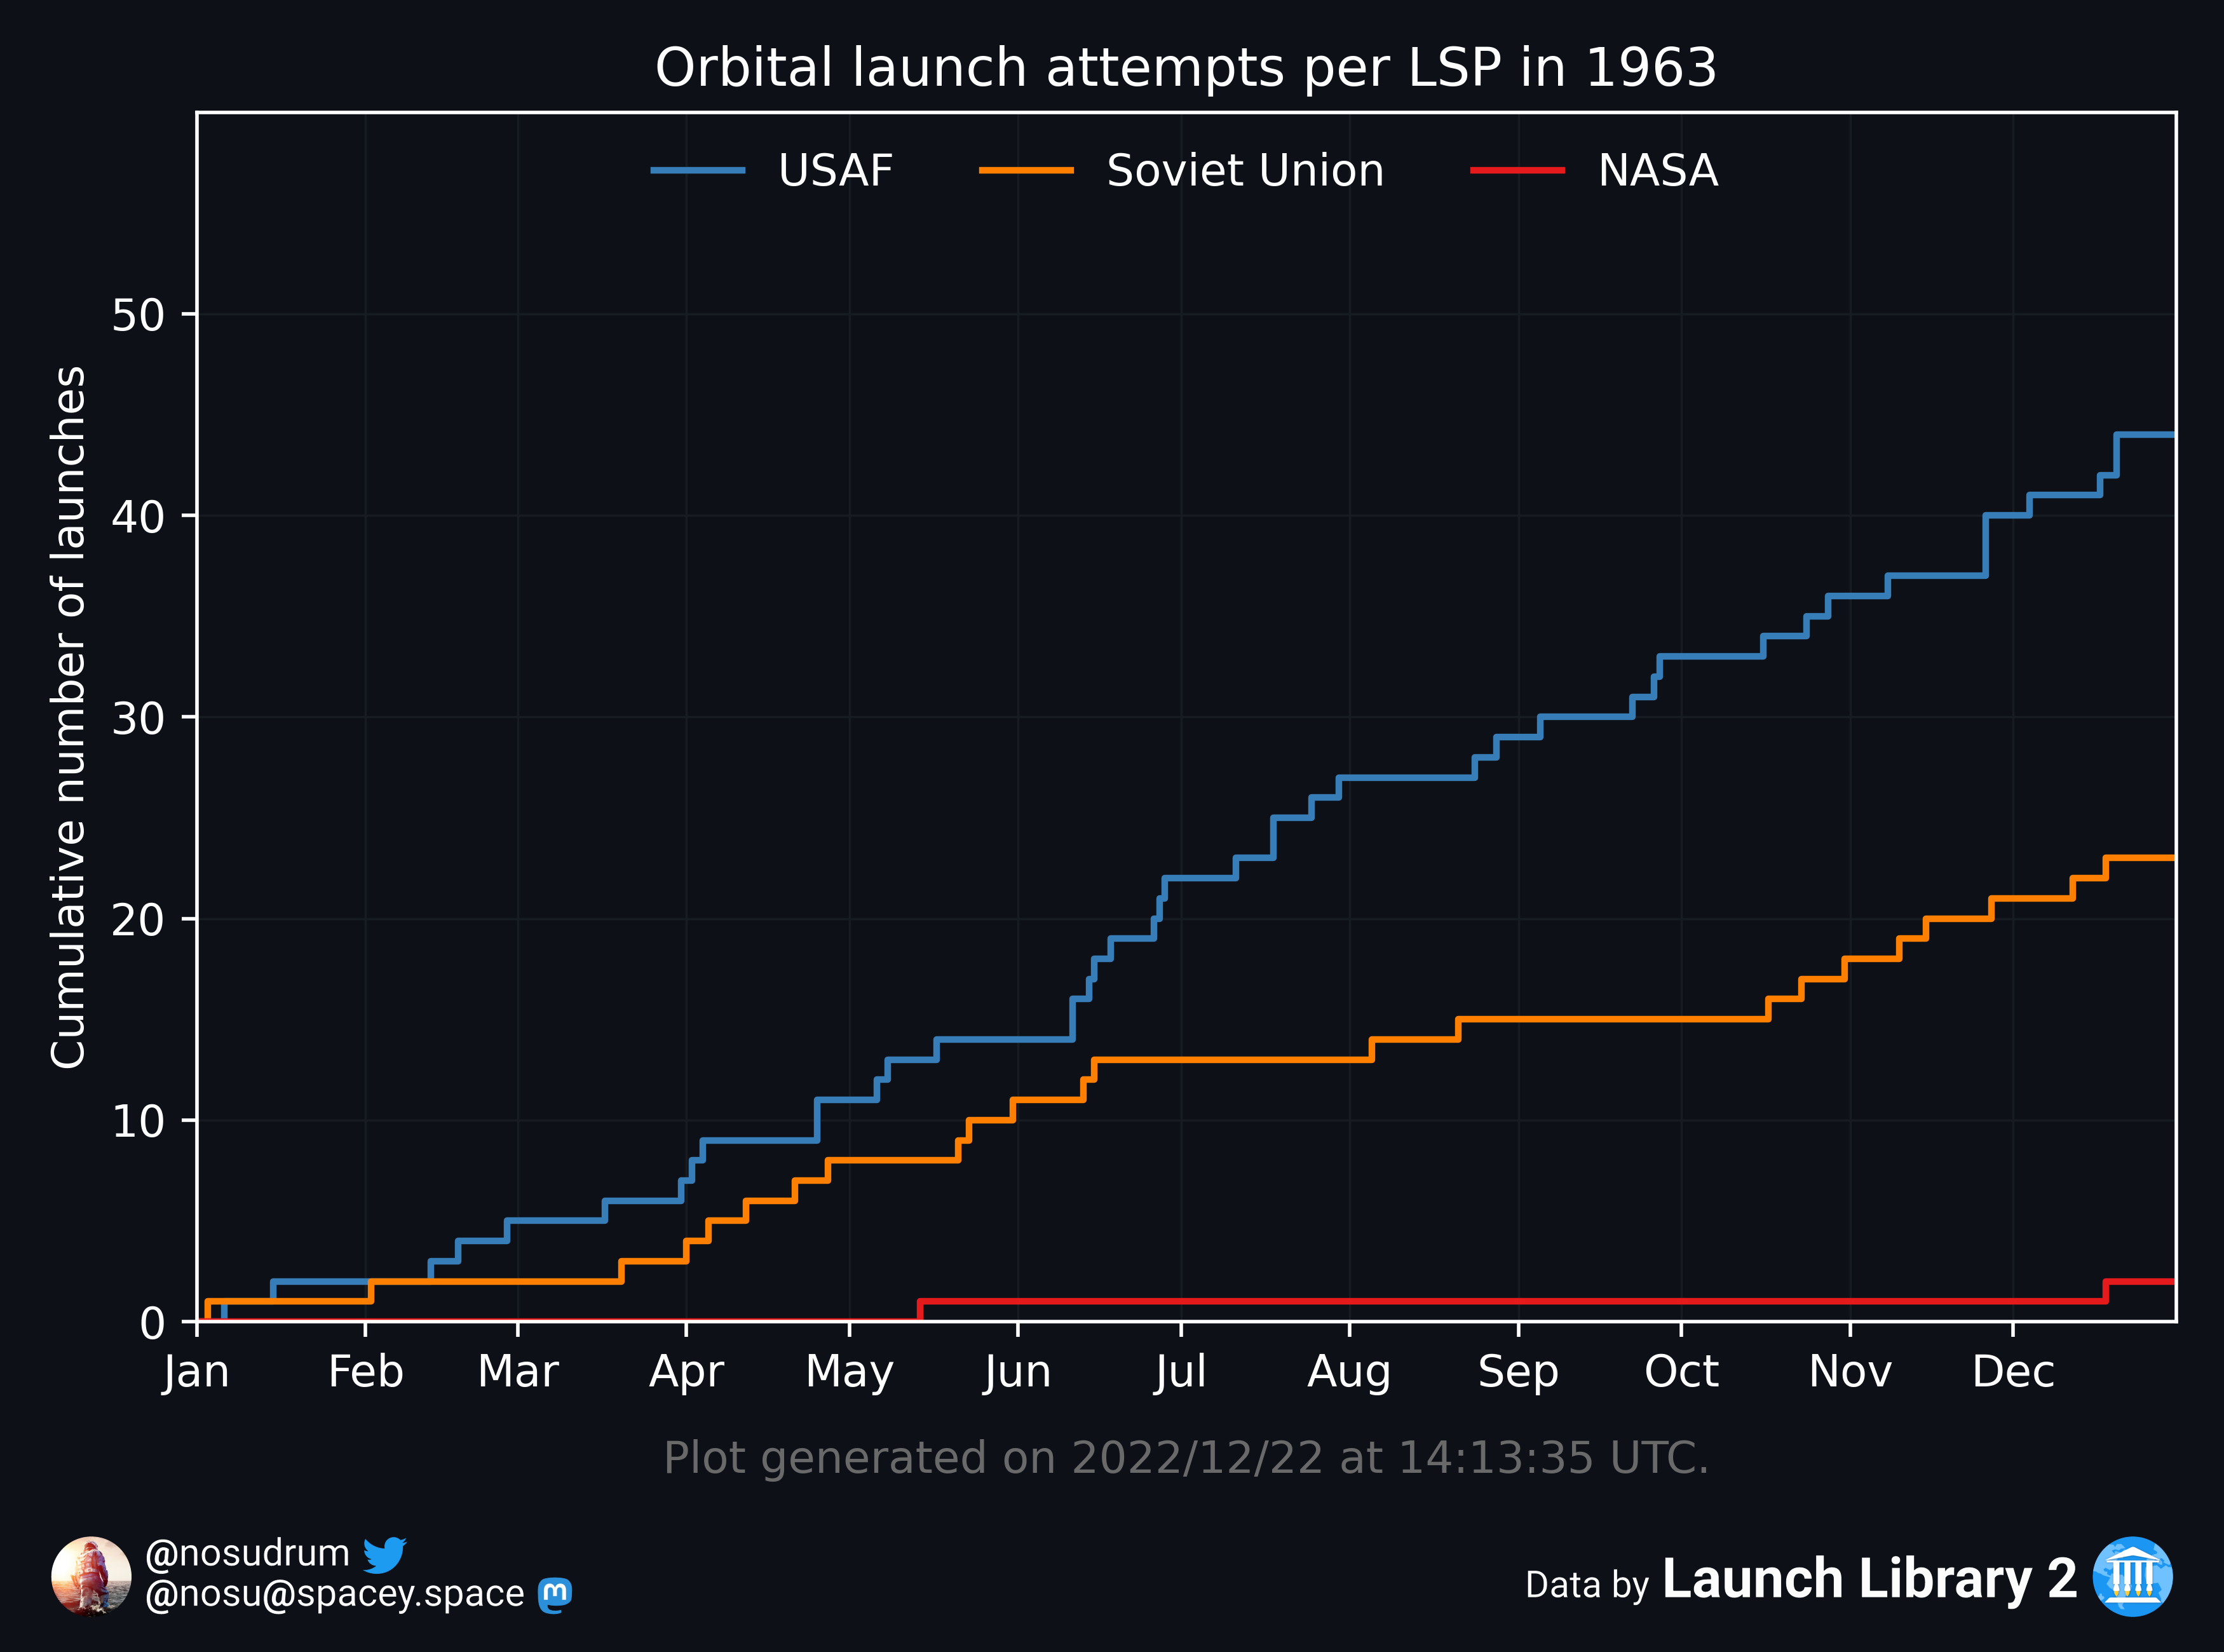 Orbital launch attempts per LSP in 1963
USAF Soviet Union NASA
Cumulative number of launches
50
40
30
20
10
0
Jan Feb Mar Apr May Jun Jul Aug Sep Oct Nov Dec
Plot generated on 2022/12/22 at 14:13:35 UTC.
@nosudrum
@nosu@spacey.space
Data by Launch Library 2